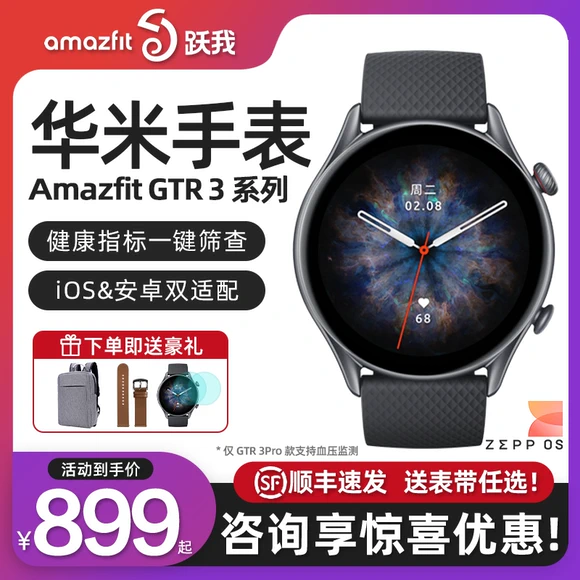 amazfit 跃我
华米手表
Amazfit GTR 3 系列
健康指标一键筛查
iOS&安卓双适配
下单即送豪礼
周二
02.08
68
ZEPP OS
* 仅 GTR 3Pro 款支持血压监测
活动到手价
¥899起
SF 顺丰速发 送表带任选!
咨询享惊喜优惠!